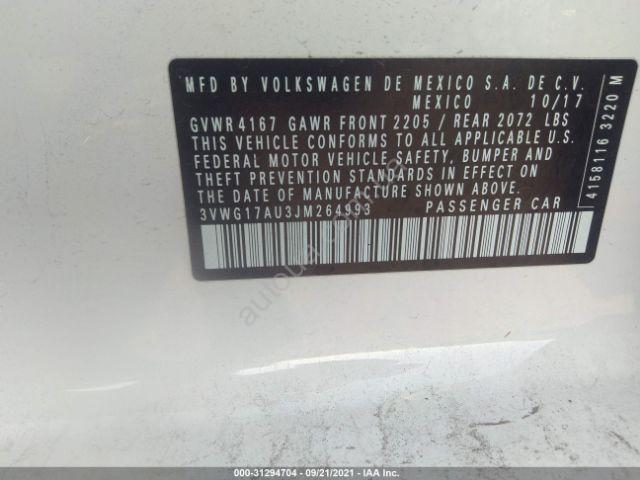 MFD BY VOLKSWAGEN DE MEXICO S.A. DE C.V.
MEXICO 10/17
GVWR 4167 GAWR FRONT 2205 / REAR 2072 LBS
THIS VEHICLE CONFORMS TO ALL APPLICABLE U.S.
FEDERAL MOTOR VEHICLE SAFETY, BUMPER AND
THEFT PREVENTION STANDARDS IN EFFECT ON
THE DATE OF MANUFACTURE SHOWN ABOVE.
3VWG17AU3JM264993 PASSENGER CAR
4158116 3220 M
000-31294704 - 09/21/2021 - IAAI.COM